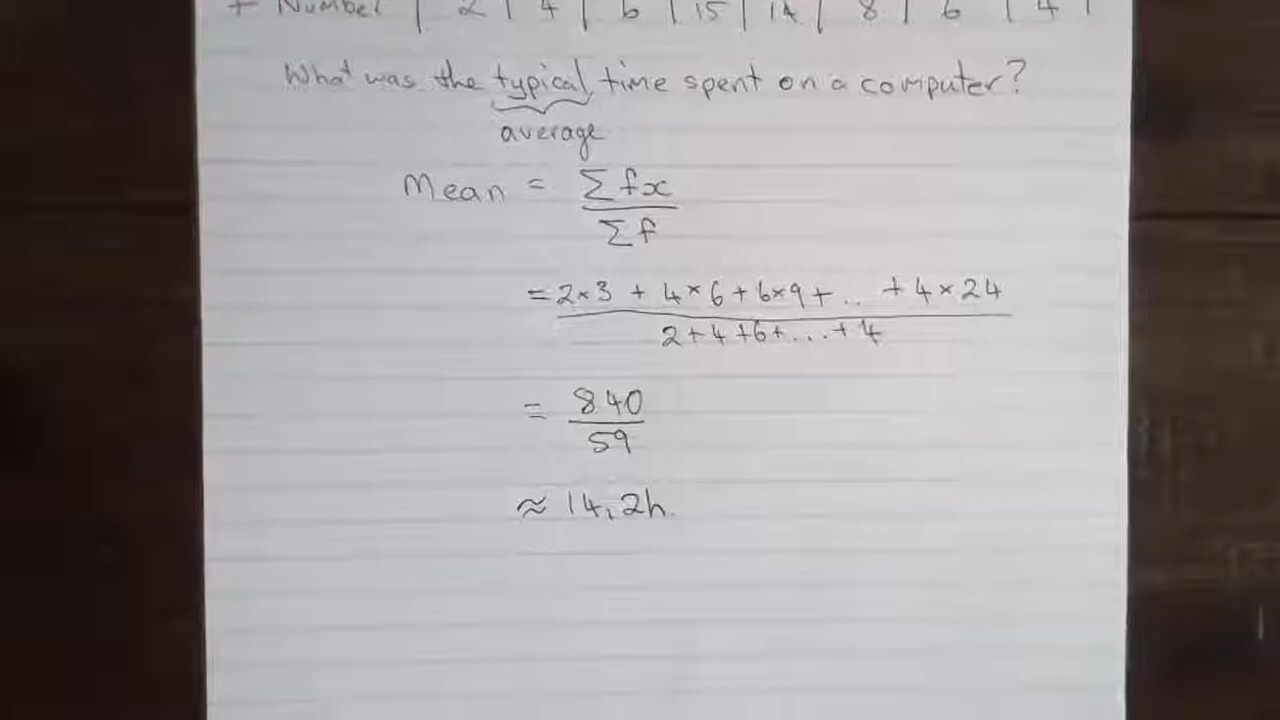 f Number | 2 | 4 | 6 | 15 | 14 | 8 | 6 | 4 |
What was the typical time spent on a computer?
average
Mean = Σfx
Σf
= 2×3 + 4×6+6×9+ ... + 4×24
2+4+6+...+4
= 840
59
≈ 14,2h.